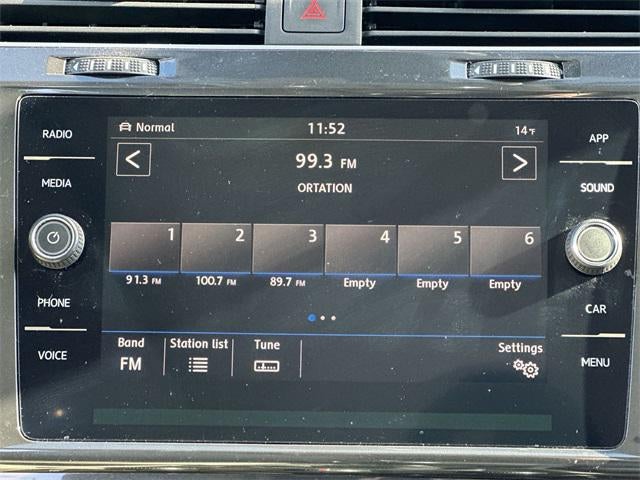 RADIO
MEDIA
PHONE
VOICE
Normal 11:52 14°F
< 99.3 FM >
ORTATION
1 2 3 4 5 6
91.3 FM 100.7 FM 89.7 FM Empty Empty Empty
Band Station list Tune Settings
FM
APP
SOUND
CAR
MENU